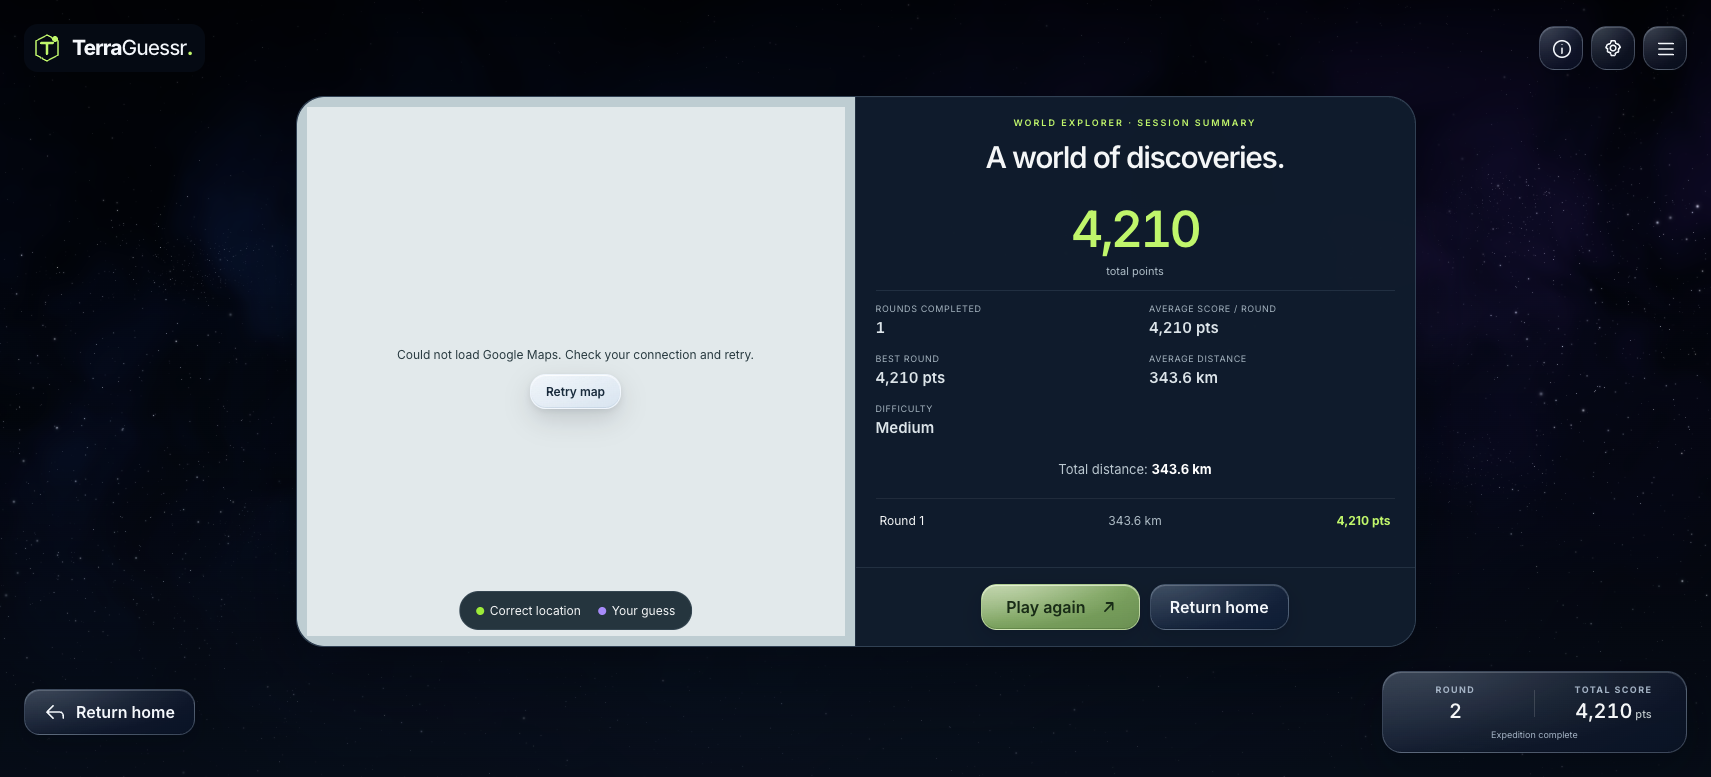 TerraGuessr.
WORLD EXPLORER · SESSION SUMMARY
A world of discoveries.
4,210
total points
ROUNDS COMPLETED
1
AVERAGE SCORE / ROUND
4,210 pts
BEST ROUND
4,210 pts
AVERAGE DISTANCE
343.6 km
DIFFICULTY
Medium
Total distance: 343.6 km
Round 1 343.6 km 4,210 pts
Play again
Return home
Could not load Google Maps. Check your connection and retry.
Retry map
Correct location Your guess
Return home
ROUND
2
TOTAL SCORE
4,210 pts
Expedition complete